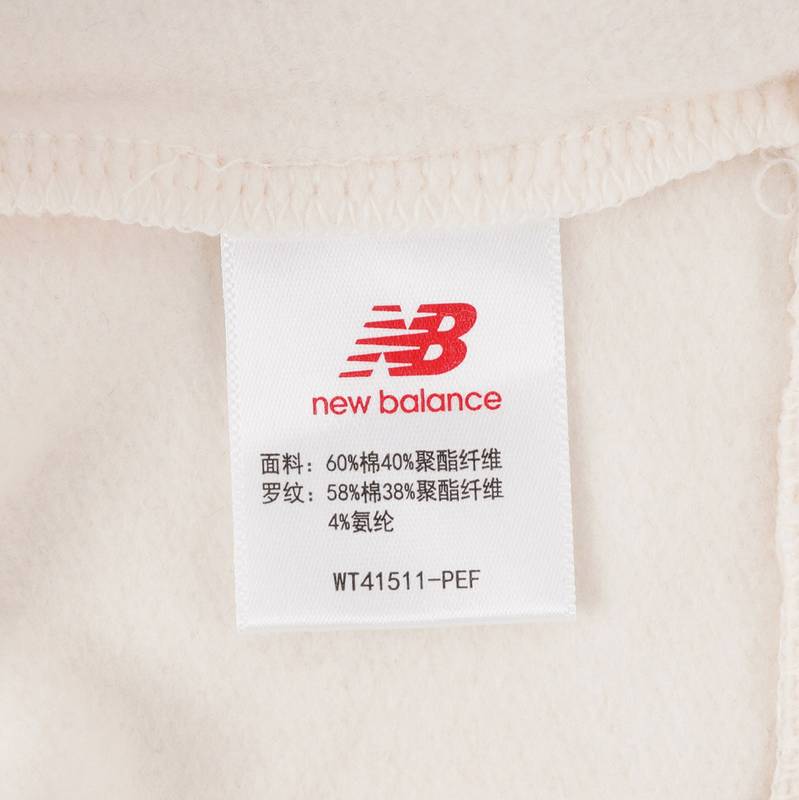 NB
new balance
面料：60%棉40%聚酯纤维
罗纹：58%棉38%聚酯纤维
4%氨纶
WT41511-PEF